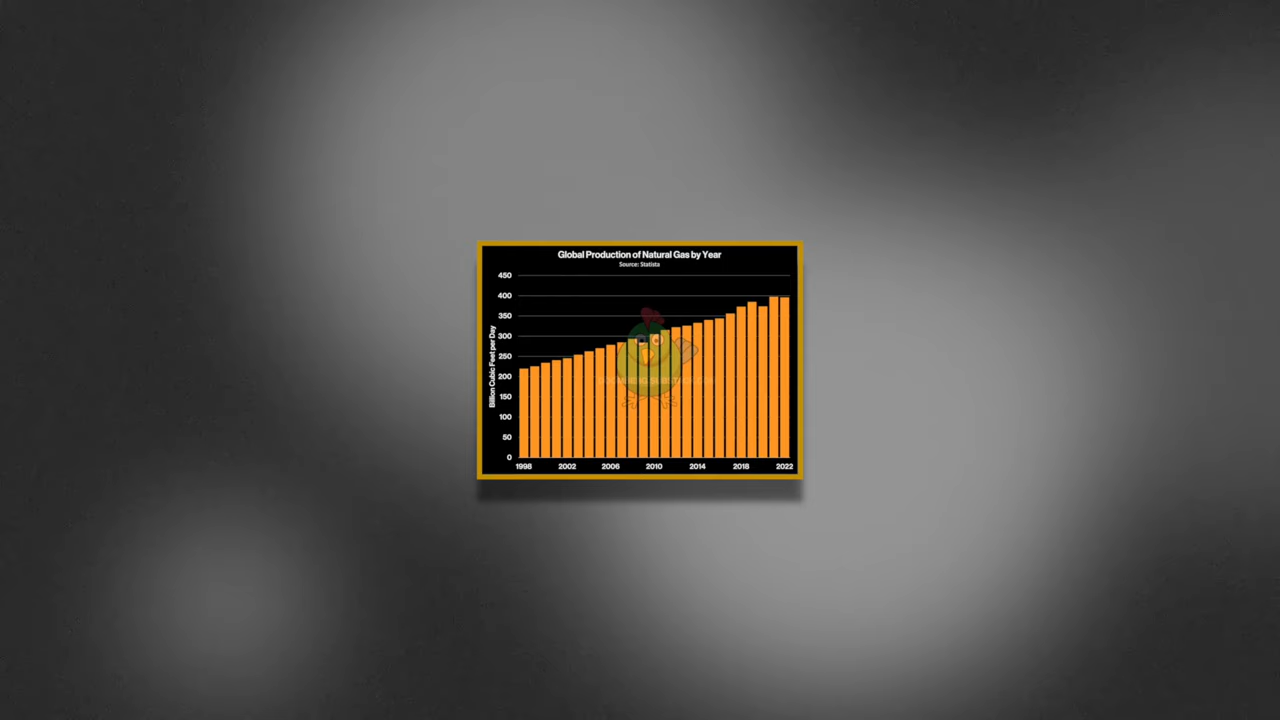 Global Production of Natural Gas by Year
Source: Statista
Billion Cubic Feet per Day
450
400
350
300
250
200
150
100
50
0
1998 2002 2006 2010 2014 2018 2022